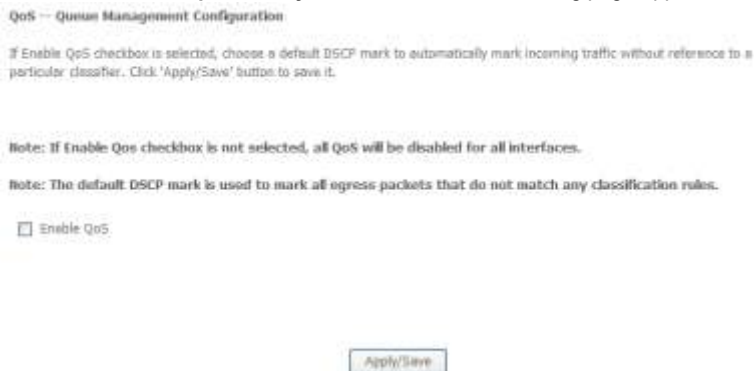 QoS -- Queue Management Configuration
If Enable QoS checkbox is selected, choose a default DSCP mark to automatically mark incoming traffic without reference to a
particular classifier. Click 'Apply/Save' button to save it.
Note: If Enable Qos checkbox is not selected, all QoS will be disabled for all interfaces.
Note: The default DSCP mark is used to mark all egress packets that do not match any classification rules.
Enable QoS
Apply/Save